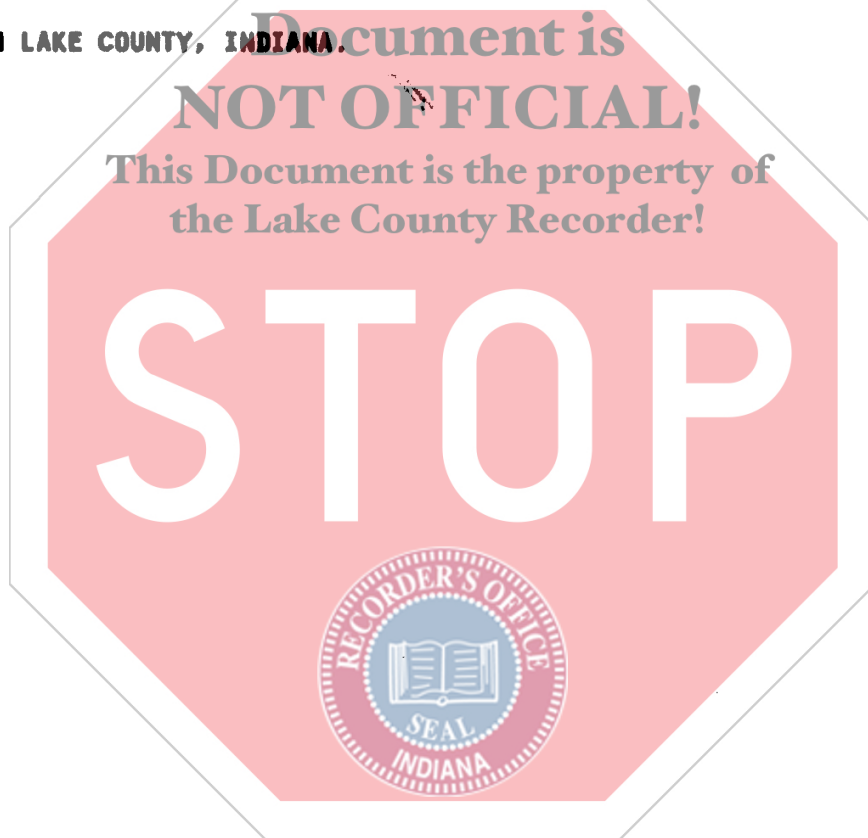 Document is
LAKE COUNTY, INDIANA.
NOT OFFICIAL!
This Document is the property of
the Lake County Recorder!
STOP
RECORDER'S OFFICE
SEAL
INDIANA